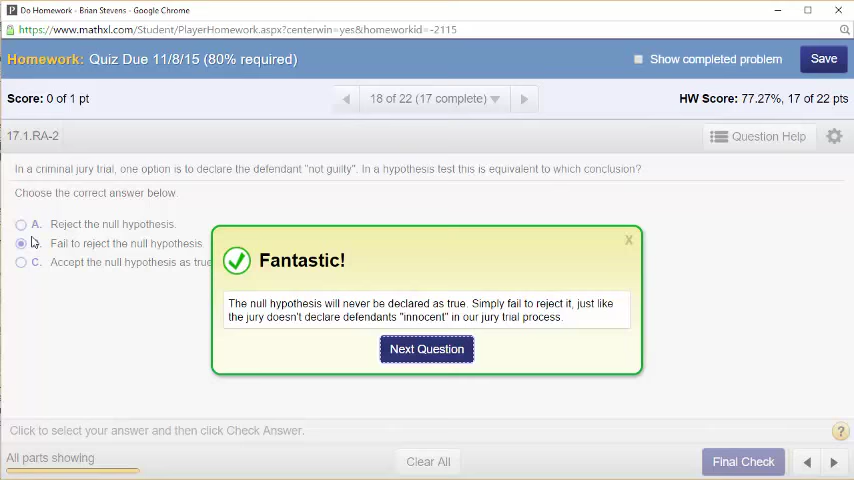 Do Homework - Brian Stevens - Google Chrome
https://www.mathxl.com/Student/PlayerHomework.aspx?centerwin=yes&homeworkid=-2115
Homework: Quiz Due 11/8/15 (80% required)
Show completed problem
Save
Score: 0 of 1 pt
18 of 22 (17 complete)
HW Score: 77.27%, 17 of 22 pts
17.1.RA-2
Question Help
In a criminal jury trial, one option is to declare the defendant "not guilty". In a hypothesis test this is equivalent to which conclusion?
Choose the correct answer below.
A. Reject the null hypothesis.
Fail to reject the null hypothesis
C. Accept the null hypothesis as true
X
Fantastic!
The null hypothesis will never be declared as true. Simply fail to reject it, just like
the jury doesn't declare defendants "innocent" in our jury trial process.
Next Question
Click to select your answer and then click Check Answer.
?
All parts showing
Clear All
Final Check